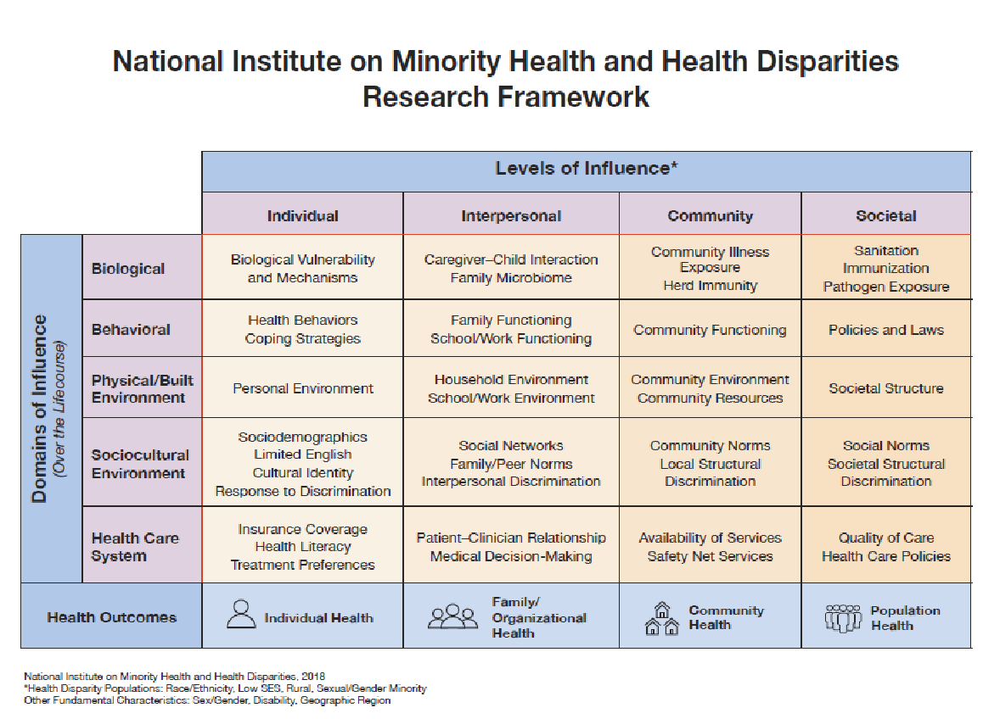 National Institute on Minority Health and Health Disparities
Research Framework
Levels of Influence*
Individual
Interpersonal
Community
Societal
Domains of Influence
(Over the Lifecourse)
Biological
Biological Vulnerability
and Mechanisms
Caregiver–Child Interaction
Family Microbiome
Community Illness
Exposure
Herd Immunity
Sanitation
Immunization
Pathogen Exposure
Behavioral
Health Behaviors
Coping Strategies
Family Functioning
School/Work Functioning
Community Functioning
Policies and Laws
Physical/Built
Environment
Personal Environment
Household Environment
School/Work Environment
Community Environment
Community Resources
Societal Structure
Sociocultural
Environment
Sociodemographics
Limited English
Cultural Identity
Response to Discrimination
Social Networks
Family/Peer Norms
Interpersonal Discrimination
Community Norms
Local Structural
Discrimination
Social Norms
Societal Structural
Discrimination
Health Care
System
Insurance Coverage
Health Literacy
Treatment Preferences
Patient–Clinician Relationship
Medical Decision-Making
Availability of Services
Safety Net Services
Quality of Care
Health Care Policies
Health Outcomes
Individual Health
Family/
Organizational
Health
Community
Health
Population
Health
National Institute on Minority Health and Health Disparities, 2018
*Health Disparity Populations: Race/Ethnicity, Low SES, Rural, Sexual/Gender Minority
Other Fundamental Characteristics: Sex/Gender, Disability, Geographic Region